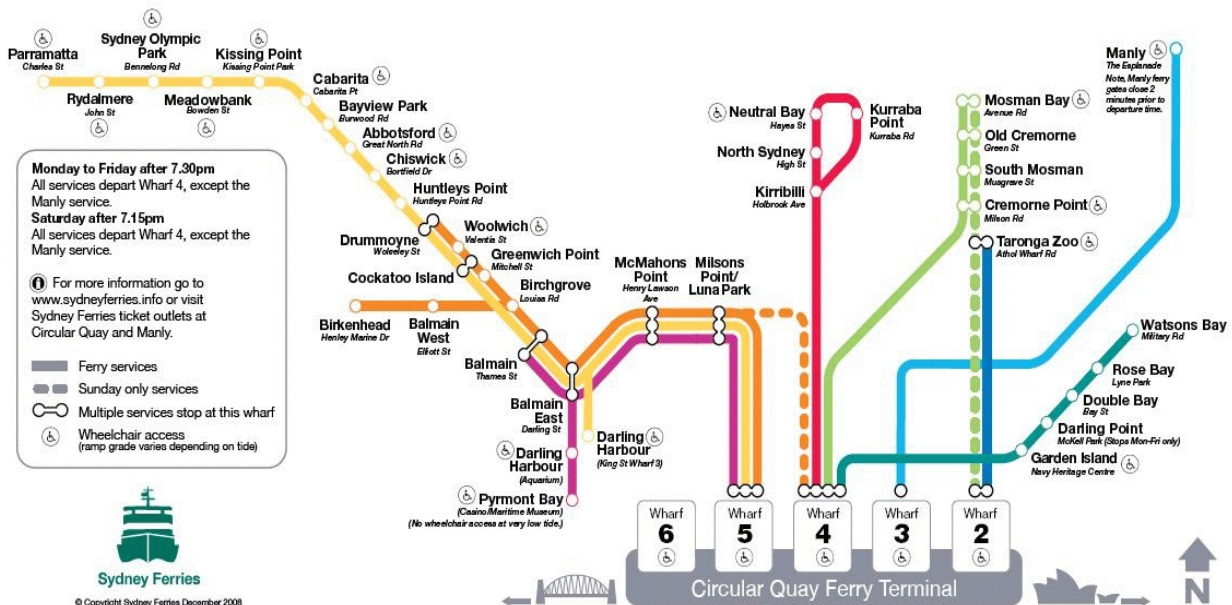 Parramatta
Charles St
Rydalmere
John St
Sydney Olympic
Park
Bennelong Rd
Meadowbank
Bowden St
Kissing Point
Kissing Point Park
Cabarita
Cabarita Pt
Bayview Park
Burwood Rd
Abbotsford
Great North Rd
Chiswick
Bortfield Dr
Huntleys Point
Huntleys Point Rd
Drummoyne
Wolseley St
Woolwich
Valentia St
Cockatoo Island
Greenwich Point
Mitchell St
Birchgrove
Louisa Rd
Birkenhead
Henley Marine Dr
Balmain
West
Elliott St
Balmain
Thames St
Balmain
East
Darling St
Darling
Harbour
(Aquarium)
Darling
Harbour
(King St Wharf 3)
Pyrmont Bay
(Casino/Maritime Museum)
(No wheelchair access at very low tide.)
McMahons
Point
Henry Lawson
Ave
Milsons
Point/
Luna Park
Neutral Bay
Hayes St
Kurraba
Point
Kurraba Rd
North Sydney
High St
Kirribilli
Holbrook Ave
Mosman Bay
Avenue Rd
Old Cremorne
Green St
South Mosman
Musgrave St
Cremorne Point
Milson Rd
Taronga Zoo
Athol Wharf Rd
Manly
The Esplanade
Note, Manly ferry
gates close 2
minutes prior to
departure time.
Watsons Bay
Military Rd
Rose Bay
Lyne Park
Double Bay
Bay St
Darling Point
McKell Park (Stops Mon-Fri only)
Garden Island
Navy Heritage Centre
Monday to Friday after 7.30pm
All services depart Wharf 4, except the
Manly service.
Saturday after 7.15pm
All services depart Wharf 4, except the
Manly service.
For more information go to
www.sydneyferries.info or visit
Sydney Ferries ticket outlets at
Circular Quay and Manly.
Ferry services
Sunday only services
Multiple services stop at this wharf
Wheelchair access
(ramp grade varies depending on tide)
Wharf
6
Wharf
5
Wharf
4
Wharf
3
Wharf
2
Circular Quay Ferry Terminal
N
Sydney Ferries
© Copyright Sydney Ferries December 2008